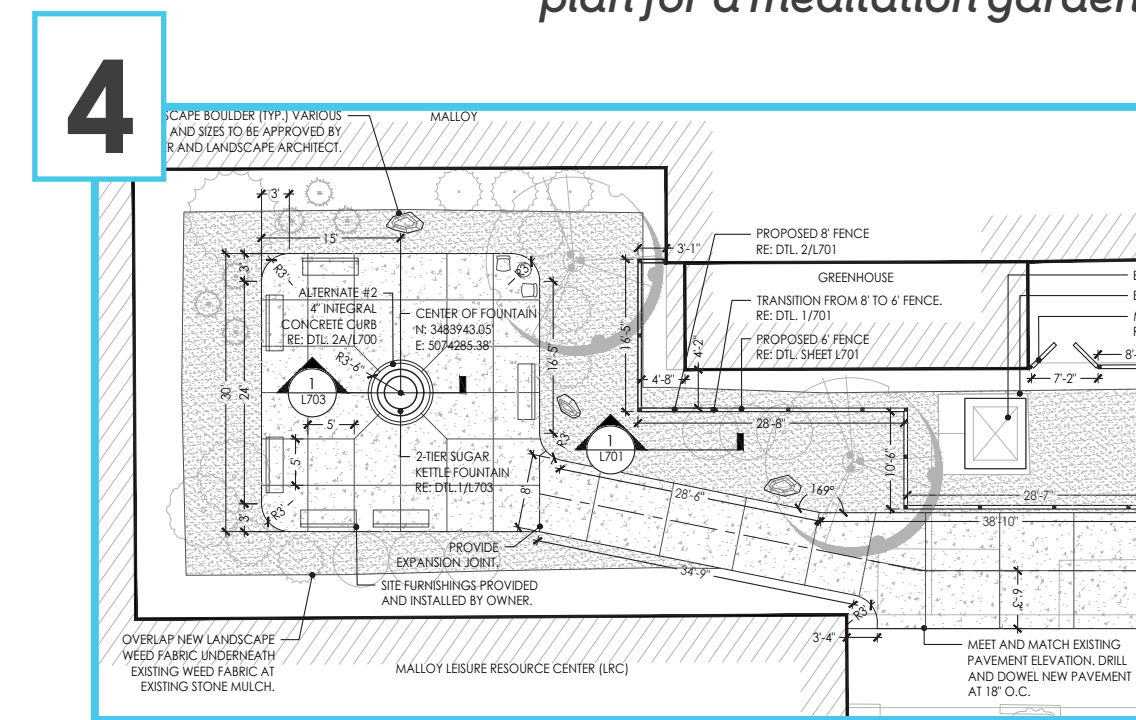 plan for a meditation garden
4
SCAPE BOULDER (TYP.) VARIOUS
AND SIZES TO BE APPROVED BY
R AND LANDSCAPE ARCHITECT.
MALLOY
3'
15'
R3'
R3'
3'
30'
24'
3'
ALTERNATE #2
4" INTEGRAL
CONCRETE CURB
RE: DTL. 2A/L700
CENTER OF FOUNTAIN
N: 3483943.05'
E: 5074285.38'
R3'-6"
1
L703
5'
5'
R3'
2-TIER SUGAR
KETTLE FOUNTAIN
RE: DTL.1/L703
16'-5"
16'-5"
3'-1"
PROPOSED 8' FENCE
RE: DTL. 2/L701
GREENHOUSE
TRANSITION FROM 8' TO 6' FENCE.
RE: DTL. 1/701
PROPOSED 6' FENCE
RE: DTL. SHEET L701
4'-2"
4'-8"
28'-8"
7'-2"
8'-
R3'
1
L701
8'
28'-6"
169°
10'-6"
28'-7"
38'-10"
34'-9"
9'-6"
R3'
3'-4"
PROVIDE
EXPANSION JOINT.
SITE FURNISHINGS PROVIDED
AND INSTALLED BY OWNER.
OVERLAP NEW LANDSCAPE
WEED FABRIC UNDERNEATH
EXISTING WEED FABRIC AT
EXISTING STONE MULCH.
MALLOY LEISURE RESOURCE CENTER (LRC)
MEET AND MATCH EXISTING
PAVEMENT ELEVATION. DRILL
AND DOWEL NEW PAVEMENT
AT 18" O.C.